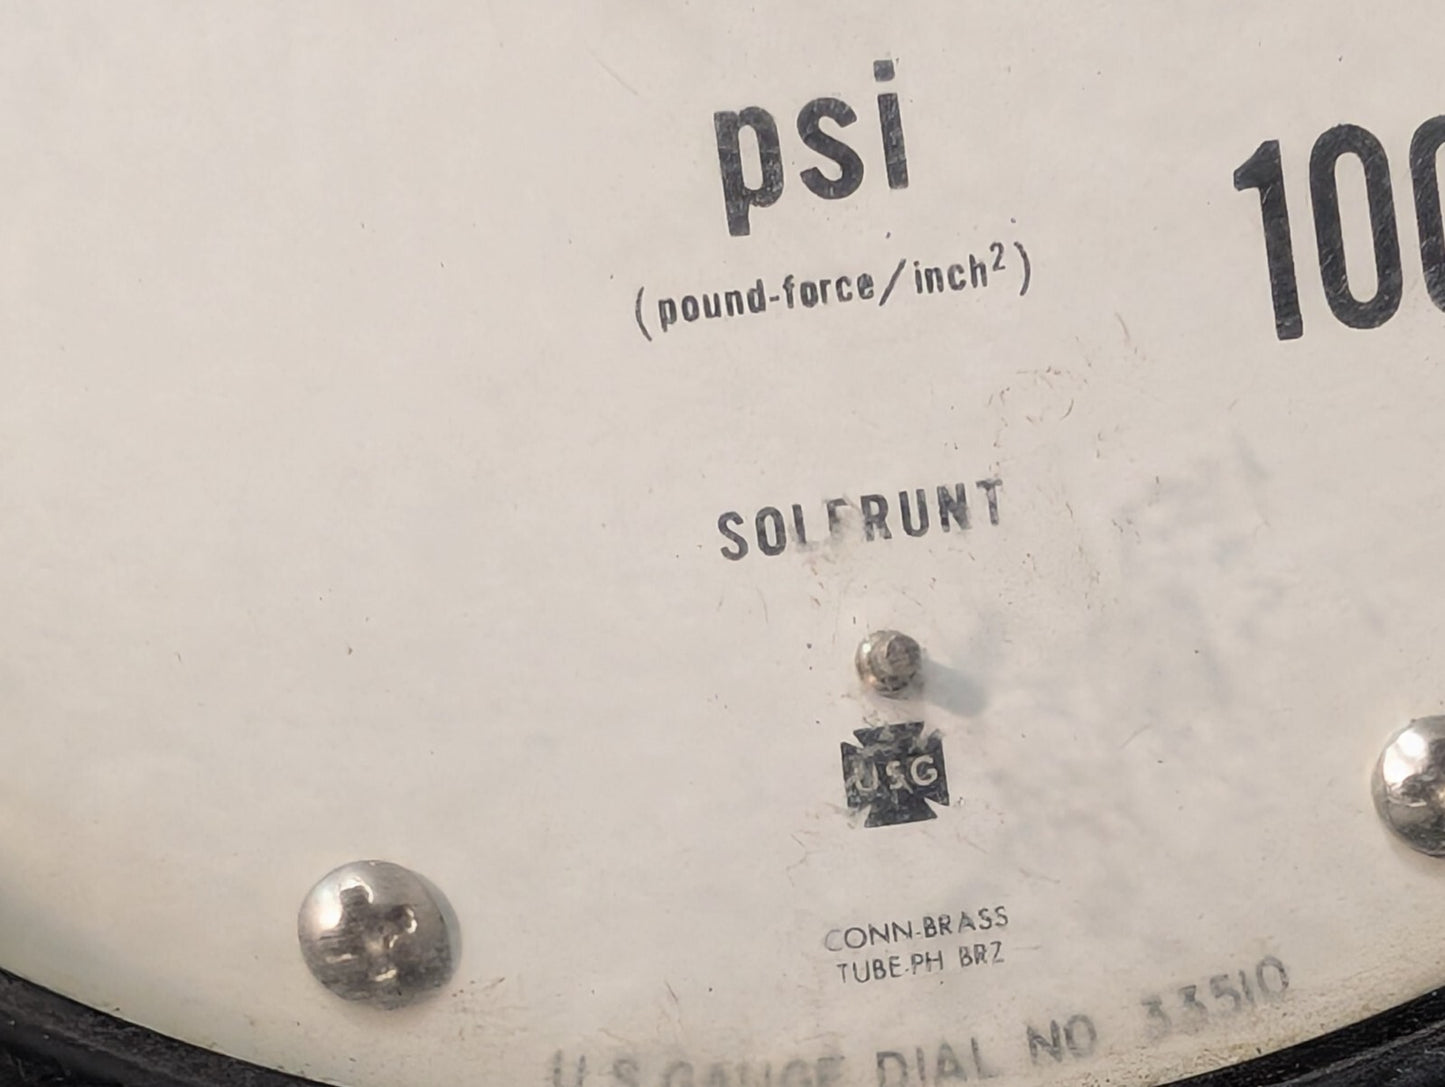 psi
(pound-force/inch²)
100
SOLFRUNT
USG
CONN-BRASS
TUBE-PH BRZ
U.S. GAUGE DIAL NO 33510